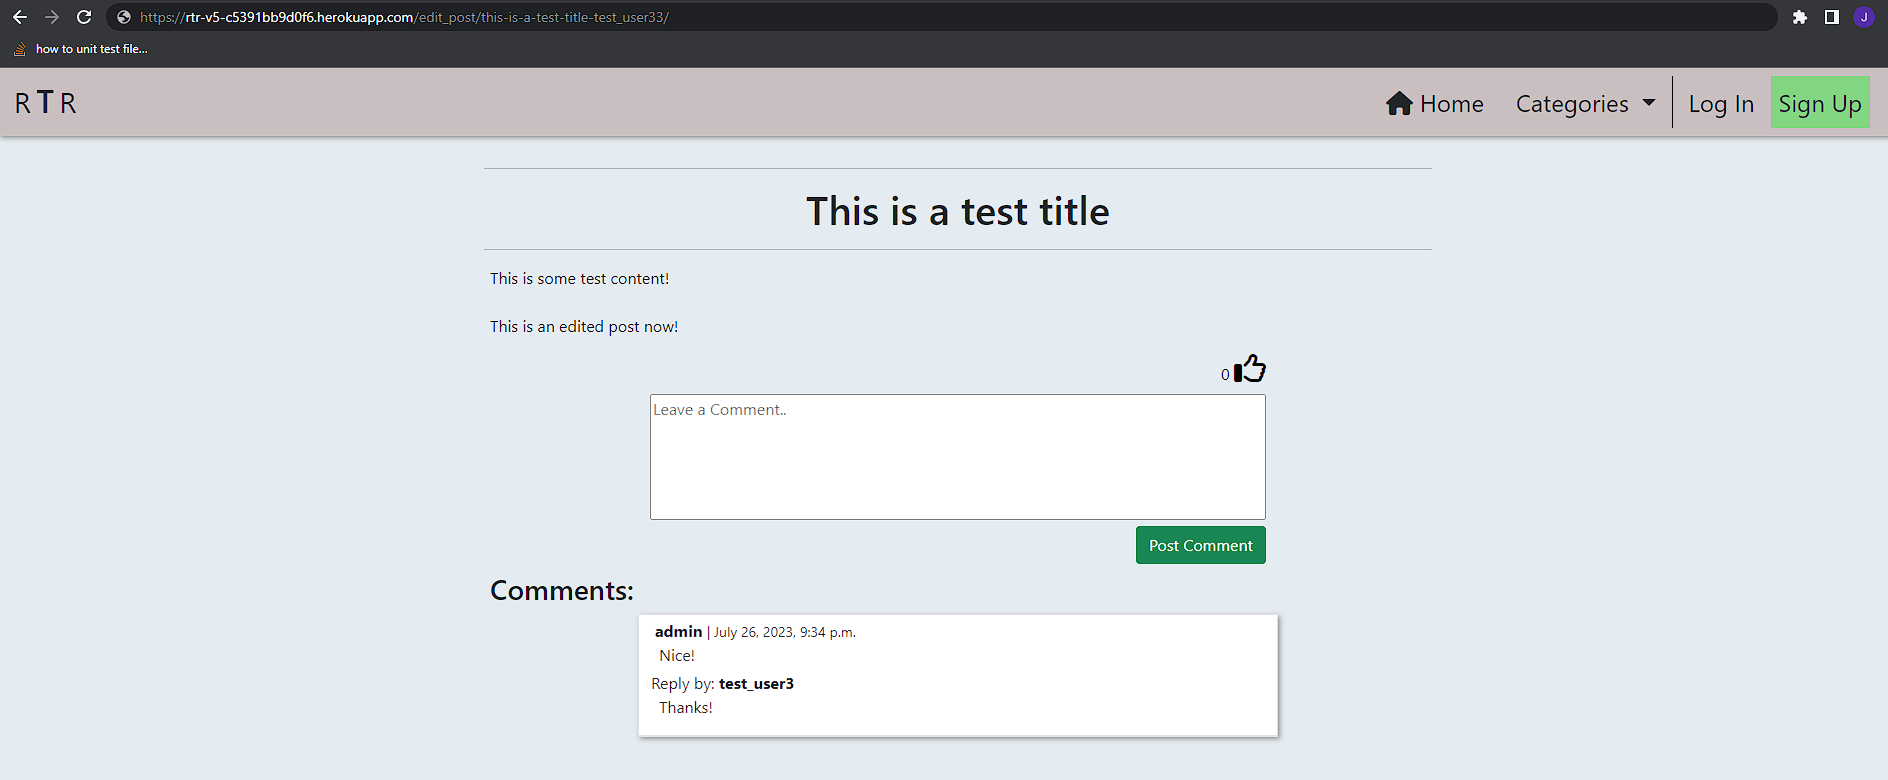 https://rtr-v5-c5391bb9d0f6.herokuapp.com/edit_post/this-is-a-test-title-test_user33/
J
how to unit test file...
R T R
Home Categories Log In Sign Up
This is a test title
This is some test content!
This is an edited post now!
0
Leave a Comment..
Post Comment
Comments:
admin | July 26, 2023, 9:34 p.m.
Nice!
Reply by: test_user3
Thanks!